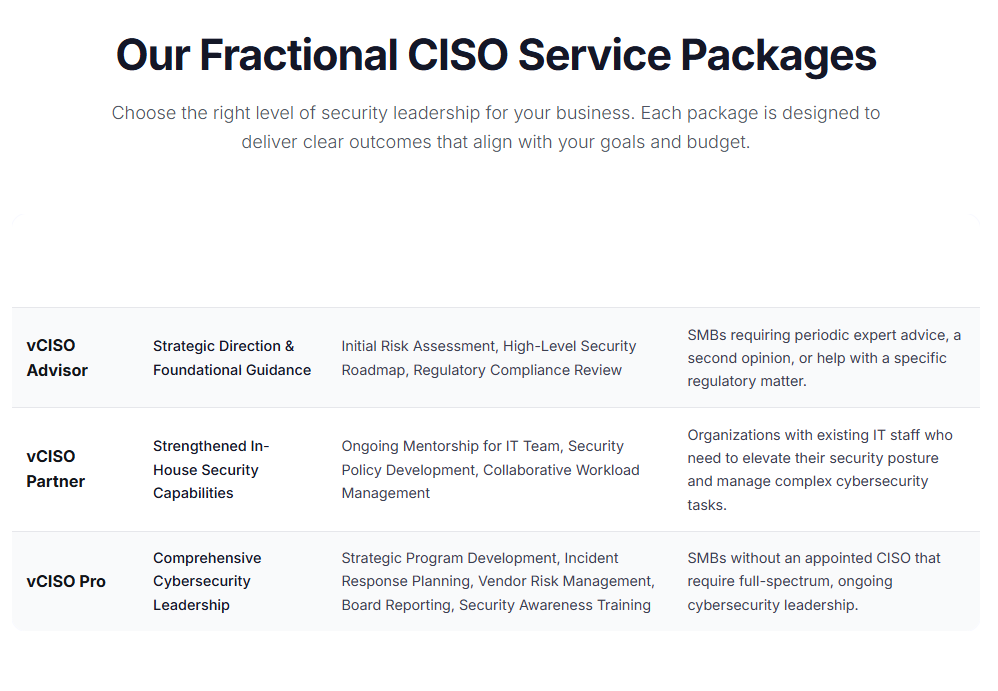 Our Fractional CISO Service Packages
Choose the right level of security leadership for your business. Each package is designed to
deliver clear outcomes that align with your goals and budget.
vCISO
Advisor
Strategic Direction &
Foundational Guidance
Initial Risk Assessment, High-Level Security
Roadmap, Regulatory Compliance Review
SMBs requiring periodic expert advice, a
second opinion, or help with a specific
regulatory matter.
vCISO
Partner
Strengthened In-
House Security
Capabilities
Ongoing Mentorship for IT Team, Security
Policy Development, Collaborative Workload
Management
Organizations with existing IT staff who
need to elevate their security posture
and manage complex cybersecurity
tasks.
vCISO Pro
Comprehensive
Cybersecurity
Leadership
Strategic Program Development, Incident
Response Planning, Vendor Risk Management,
Board Reporting, Security Awareness Training
SMBs without an appointed CISO that
require full-spectrum, ongoing
cybersecurity leadership.